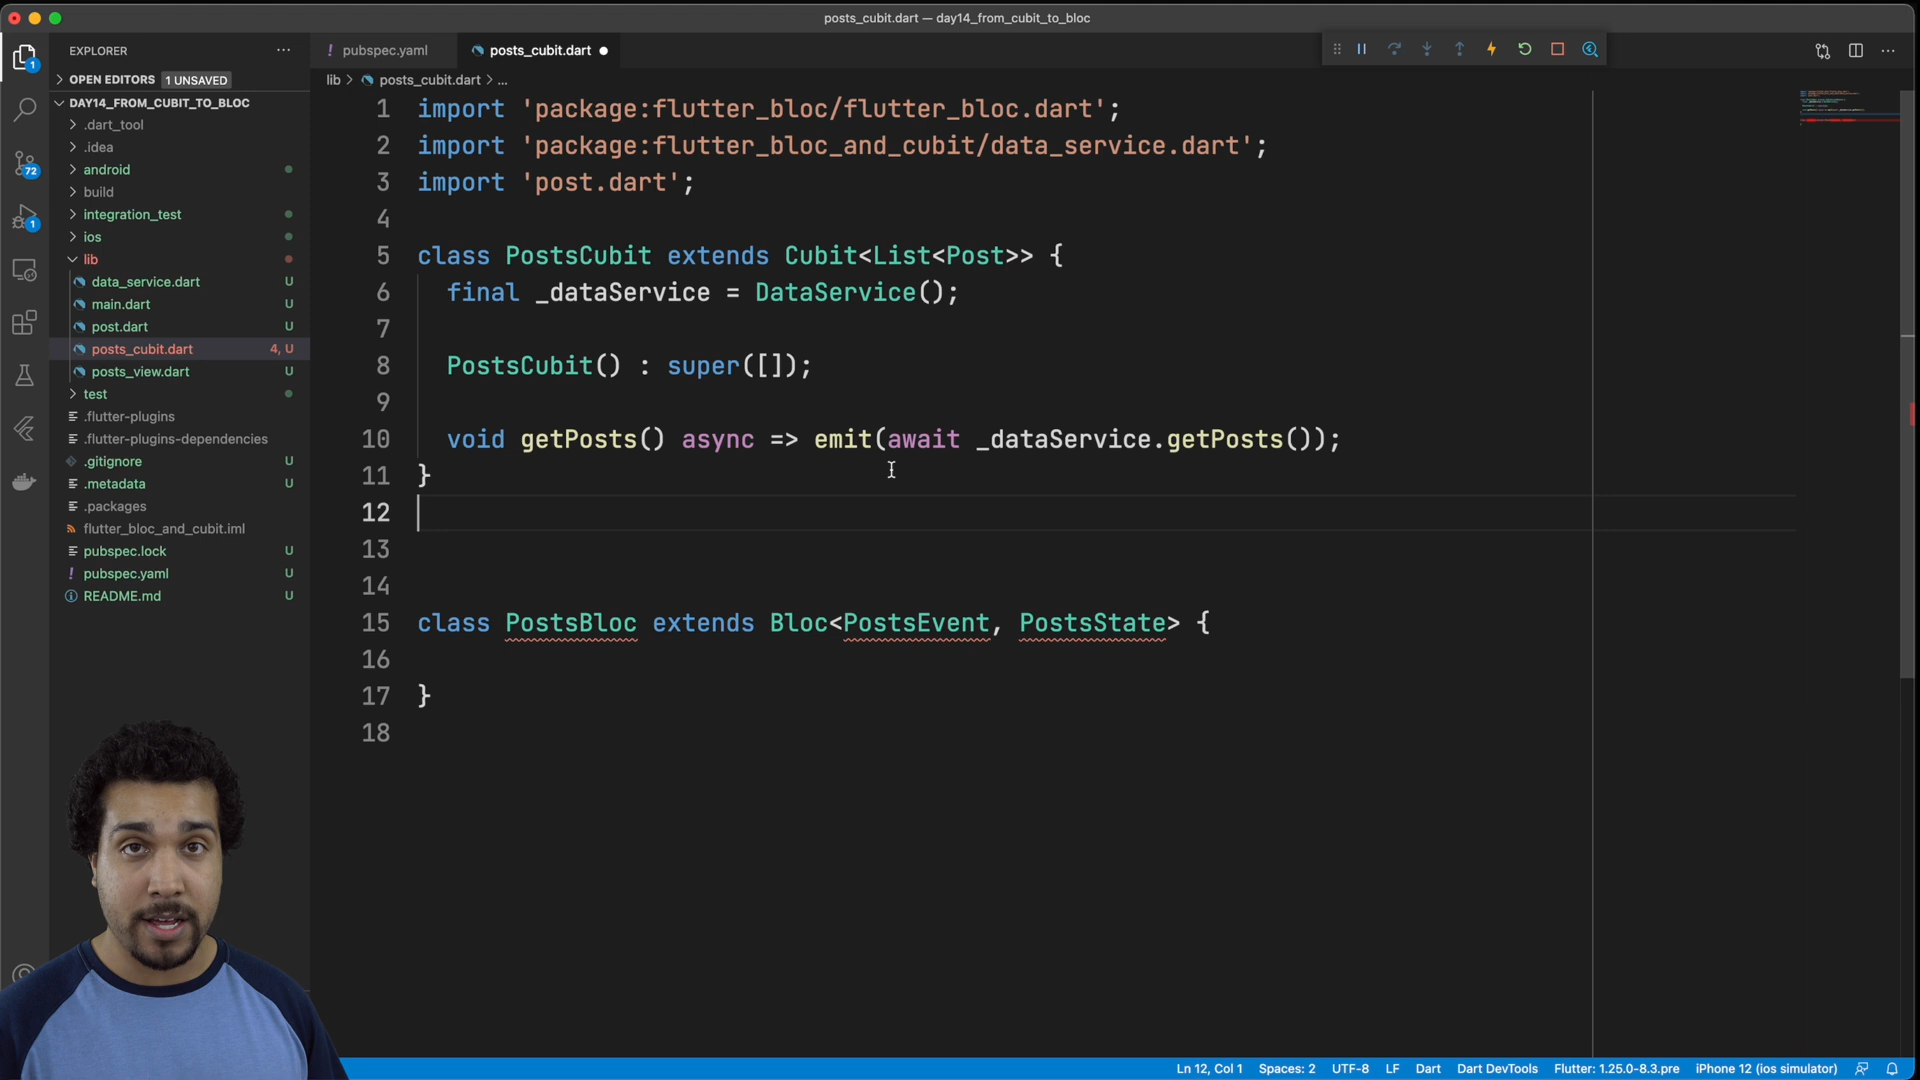 posts_cubit.dart — day14_from_cubit_to_bloc
EXPLORER
OPEN EDITORS 1 UNSAVED
DAY14_FROM_CUBIT_TO_BLOC
.dart_tool
.idea
android
build
integration_test
ios
lib
data_service.dart U
main.dart U
post.dart U
posts_cubit.dart 4, U
posts_view.dart U
test
.flutter-plugins
.flutter-plugins-dependencies
.gitignore U
.metadata U
.packages
flutter_bloc_and_cubit.iml
pubspec.lock U
! pubspec.yaml U
README.md U
1
72
1
! pubspec.yaml
posts_cubit.dart
lib > posts_cubit.dart > ...
1 import 'package:flutter_bloc/flutter_bloc.dart';
2 import 'package:flutter_bloc_and_cubit/data_service.dart';
3 import 'post.dart';
4
5 class PostsCubit extends Cubit<List<Post>> {
6 final _dataService = DataService();
7
8 PostsCubit() : super([]);
9
10 void getPosts() async => emit(await _dataService.getPosts());
11 }
12
13
14
15 class PostsBloc extends Bloc<PostsEvent, PostsState> {
16
17 }
18
Ln 12, Col 1 Spaces: 2 UTF-8 LF Dart Dart DevTools Flutter: 1.25.0-8.3.pre iPhone 12 (ios simulator)